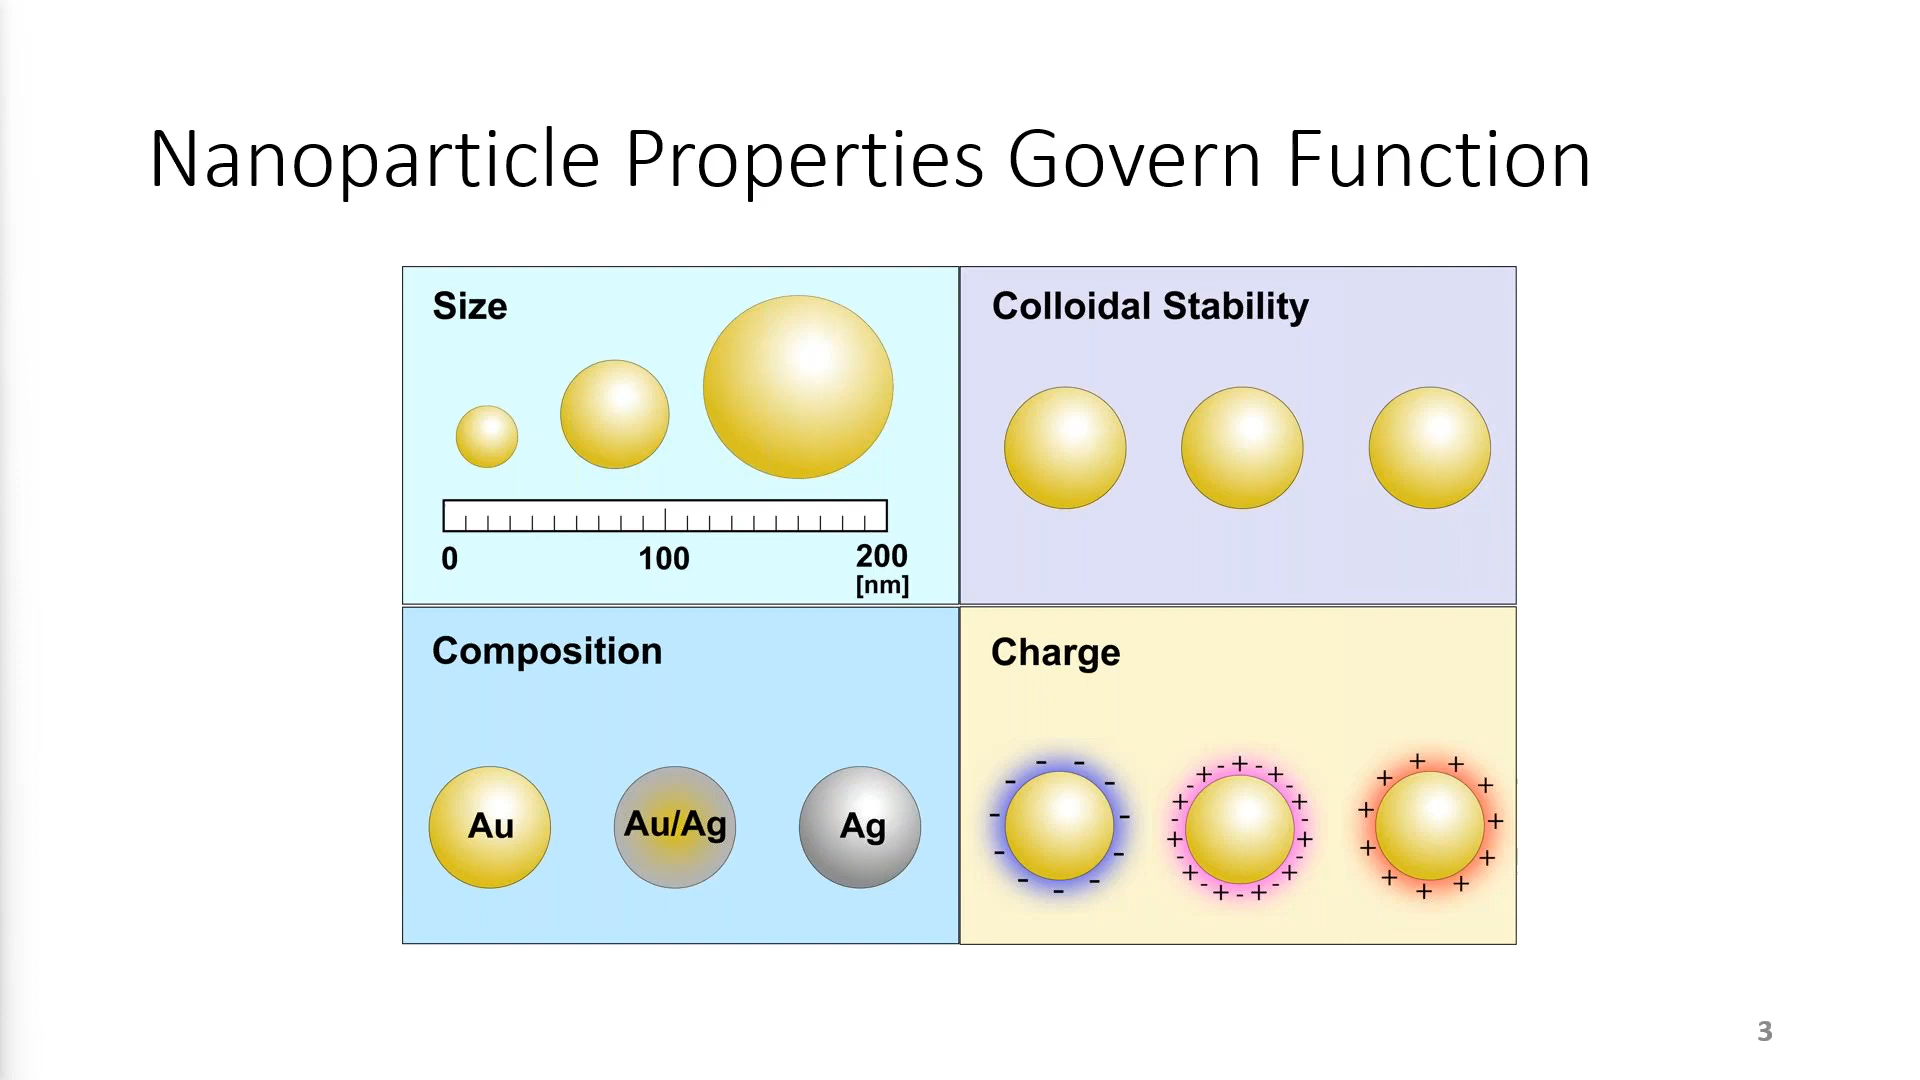 Nanoparticle Properties Govern Function
Size
0 100 200
[nm]
Colloidal Stability
Composition
Au Au/Ag Ag
Charge
- - - - - - - - - - -
+ - + - + - + - + - + - + - + - + - + - + - + -
+ + + + + + + + + + + +
3